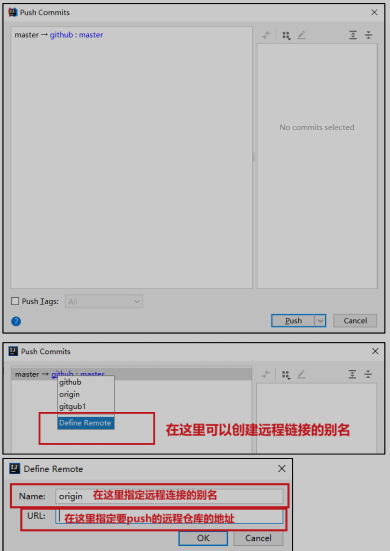 Push Commits
master → github : master
No commits selected
Push Tags:
All
Push
Cancel
Push Commits
master → github : master
github
origin
gitgub1
Define Remote
在这里可以创建远程链接的别名
Define Remote
Name: origin 在这里指定远程连接的别名
URL: 在这里指定要push的远程仓库的地址
OK
Cancel